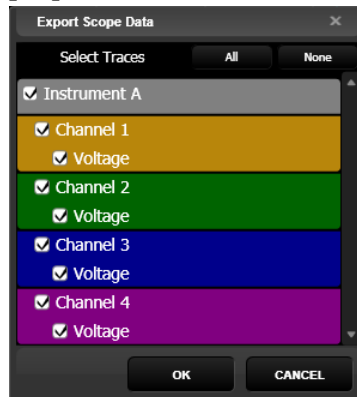 Export Scope Data
Select Traces All None
Instrument A
Channel 1
Voltage
Channel 2
Voltage
Channel 3
Voltage
Channel 4
Voltage
OK CANCEL